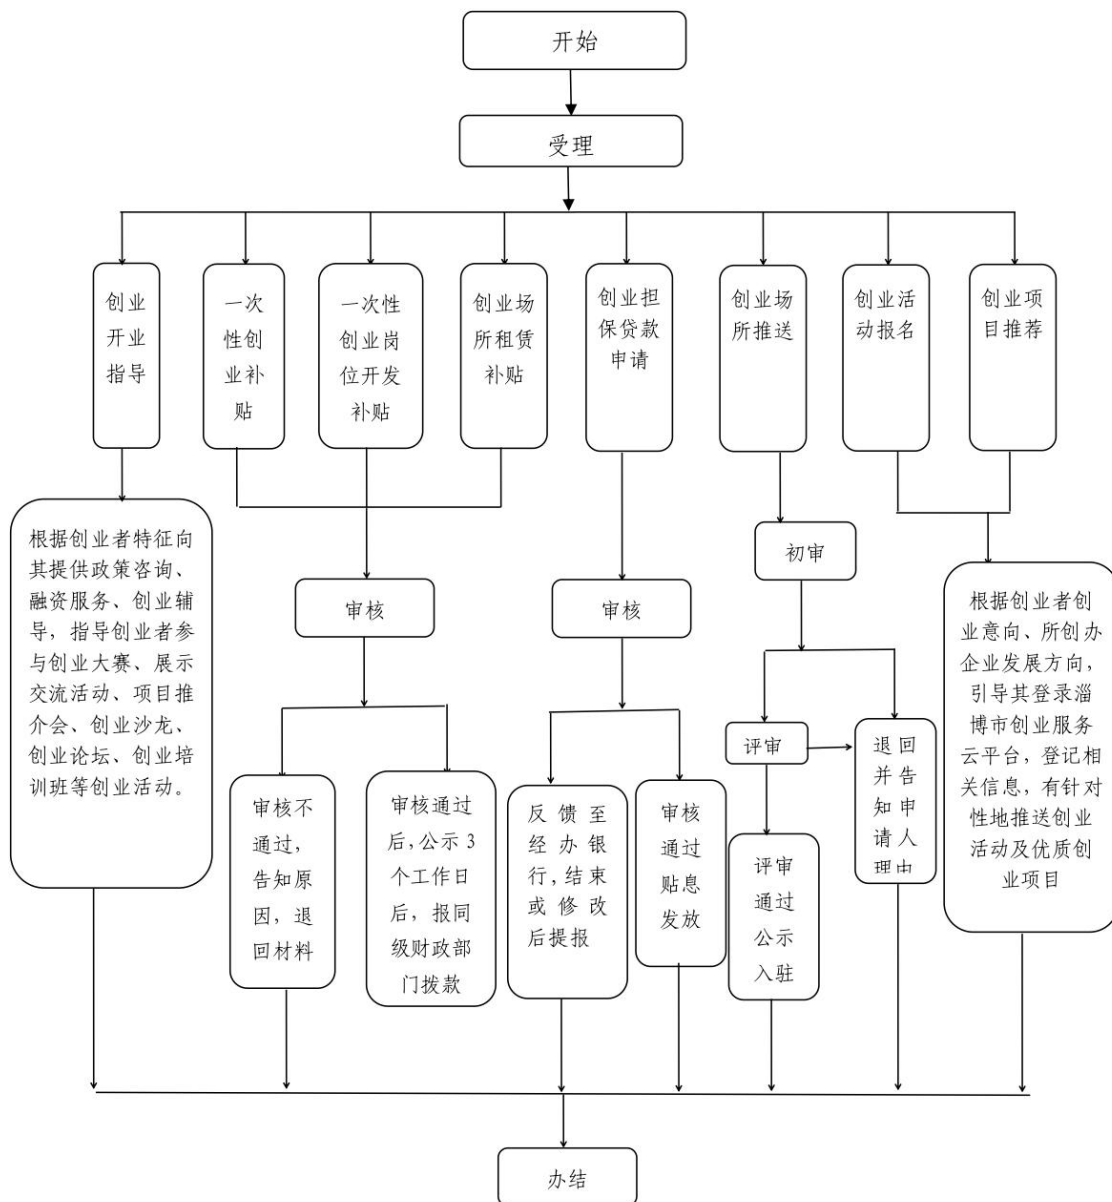 开始
受理
创业
开业
指导
一次
性创
业补
贴
一次性
创业岗
位开发
补贴
创业场
所租赁
补贴
创业担
保贷款
申请
创业场
所推送
创业活
动报名
创业项
目推荐
根据创业者特征向
其提供政策咨询、
融资服务、创业辅
导，指导创业者参
与创业大赛、展示
交流活动、项目推
介会、创业沙龙、
创业论坛、创业培
训班等创业活动。
审核
审核
初审
根据创业者创
业意向、所创办
企业发展方向，
引导其登录淄
博市创业服务
云平台，登记相
关信息，有针对
性地推送创业
活动及优质创
业项目
评审
退回
并告
知申
请人
理由
审核不
通过，
告知原
因，退
回材料
审核通过
后，公示 3
个工作日
后，报同
级财政部
门拨款
反馈至
经办银
行，结束
或修改
后提报
审核
通过
贴息
发放
评审
通过
公示
入驻
办结